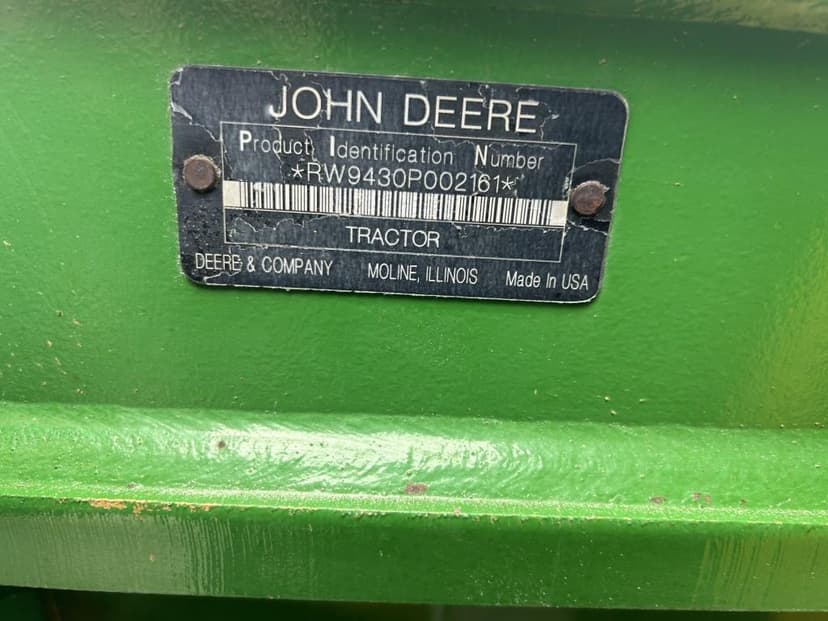 JOHN DEERE
Product Identification Number
*RW9430P002161*
TRACTOR
DEERE & COMPANY MOLINE, ILLINOIS Made In USA